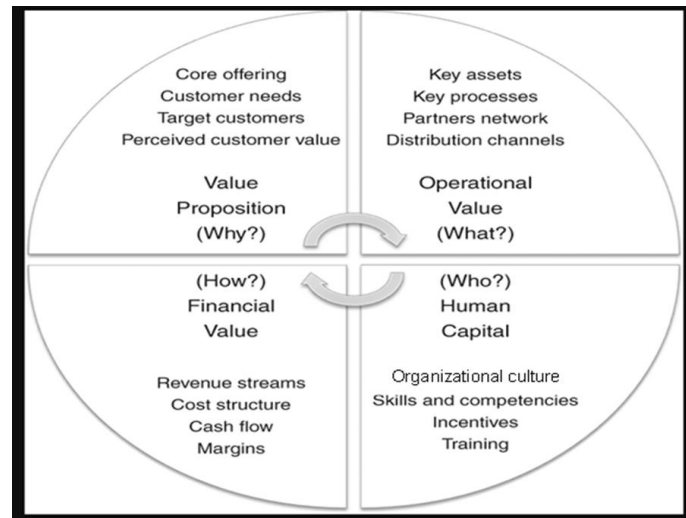 Core offering
Customer needs
Target customers
Perceived customer value
Value
Proposition
(Why?)
Key assets
Key processes
Partners network
Distribution channels
Operational
Value
(What?)
(How?)
Financial
Value
Revenue streams
Cost structure
Cash flow
Margins
(Who?)
Human
Capital
Organizational culture
Skills and competencies
Incentives
Training